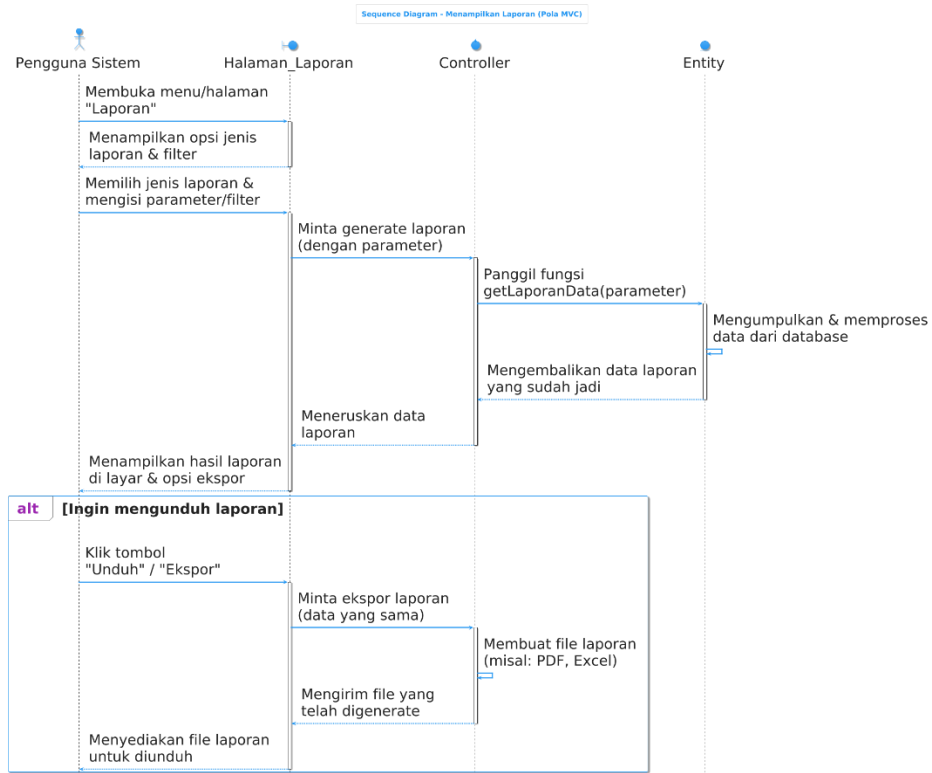 Sequence Diagram - Menampilkan Laporan (Pola MVC)
Pengguna Sistem
Halaman_Laporan
Controller
Entity
Membuka menu/halaman
"Laporan"
Menampilkan opsi jenis
laporan & filter
Memilih jenis laporan &
mengisi parameter/filter
Minta generate laporan
(dengan parameter)
Panggil fungsi
getLaporanData(parameter)
Mengumpulkan & memproses
data dari database
Mengembalikan data laporan
yang sudah jadi
Meneruskan data
laporan
Menampilkan hasil laporan
di layar & opsi ekspor
alt
[Ingin mengunduh laporan]
Klik tombol
"Unduh" / "Ekspor"
Minta ekspor laporan
(data yang sama)
Membuat file laporan
(misal: PDF, Excel)
Mengirim file yang
telah digenerate
Menyediakan file laporan
untuk diunduh